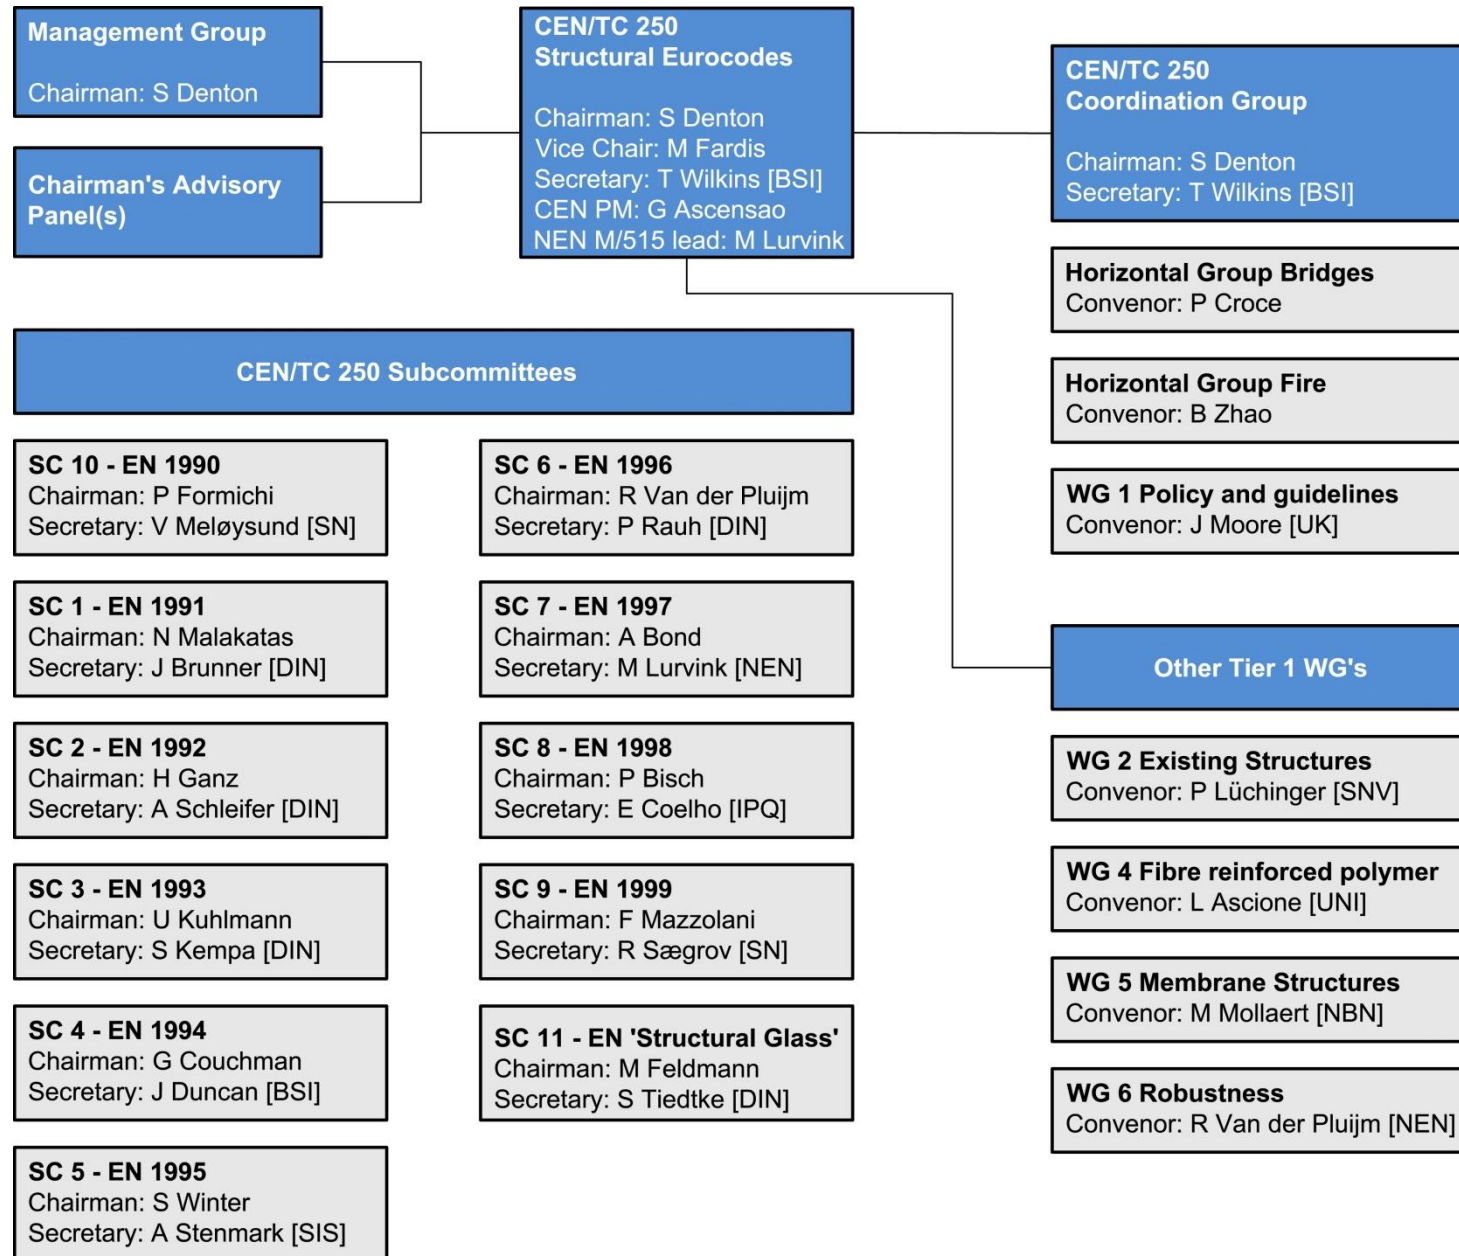 Management Group
Chairman: S Denton
Chairman's Advisory
Panel(s)
CEN/TC 250
Structural Eurocodes
Chairman: S Denton
Vice Chair: M Fardis
Secretary: T Wilkins [BSI]
CEN PM: G Ascensao
NEN M/515 lead: M Lurvink
CEN/TC 250
Coordination Group
Chairman: S Denton
Secretary: T Wilkins [BSI]
Horizontal Group Bridges
Convenor: P Croce
Horizontal Group Fire
Convenor: B Zhao
WG 1 Policy and guidelines
Convenor: J Moore [UK]
CEN/TC 250 Subcommittees
SC 10 - EN 1990
Chairman: P Formichi
Secretary: V Meløysund [SN]
SC 1 - EN 1991
Chairman: N Malakatas
Secretary: J Brunner [DIN]
SC 2 - EN 1992
Chairman: H Ganz
Secretary: A Schleifer [DIN]
SC 3 - EN 1993
Chairman: U Kuhlmann
Secretary: S Kempa [DIN]
SC 4 - EN 1994
Chairman: G Couchman
Secretary: J Duncan [BSI]
SC 5 - EN 1995
Chairman: S Winter
Secretary: A Stenmark [SIS]
SC 6 - EN 1996
Chairman: R Van der Pluijm
Secretary: P Rauh [DIN]
SC 7 - EN 1997
Chairman: A Bond
Secretary: M Lurvink [NEN]
SC 8 - EN 1998
Chairman: P Bisch
Secretary: E Coelho [IPQ]
SC 9 - EN 1999
Chairman: F Mazzolani
Secretary: R Sægrov [SN]
SC 11 - EN 'Structural Glass'
Chairman: M Feldmann
Secretary: S Tiedtke [DIN]
Other Tier 1 WG's
WG 2 Existing Structures
Convenor: P Lüchinger [SNV]
WG 4 Fibre reinforced polymer
Convenor: L Ascione [UNI]
WG 5 Membrane Structures
Convenor: M Mollaert [NBN]
WG 6 Robustness
Convenor: R Van der Pluijm [NEN]